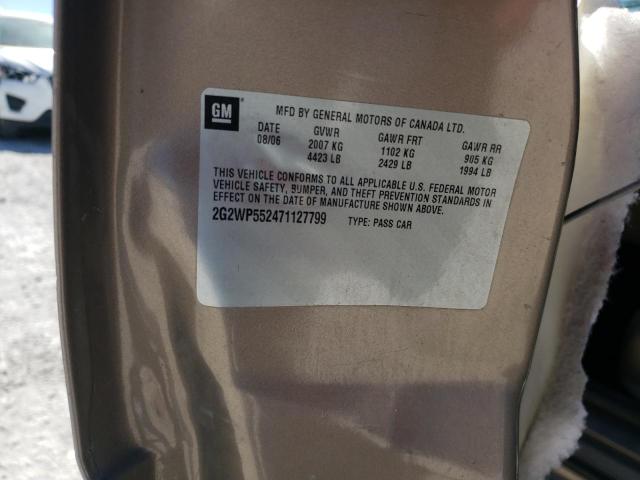 GM
MFD BY GENERAL MOTORS OF CANADA LTD.
DATE GVWR GAWR FRT GAWR RR
08/06 2007 KG 1102 KG 905 KG
4423 LB 2429 LB 1994 LB
THIS VEHICLE CONFORMS TO ALL APPLICABLE U.S. FEDERAL MOTOR
VEHICLE SAFETY, BUMPER, AND THEFT PREVENTION STANDARDS IN
EFFECT ON THE DATE OF MANUFACTURE SHOWN ABOVE.
2G2WP552471127799 TYPE: PASS CAR